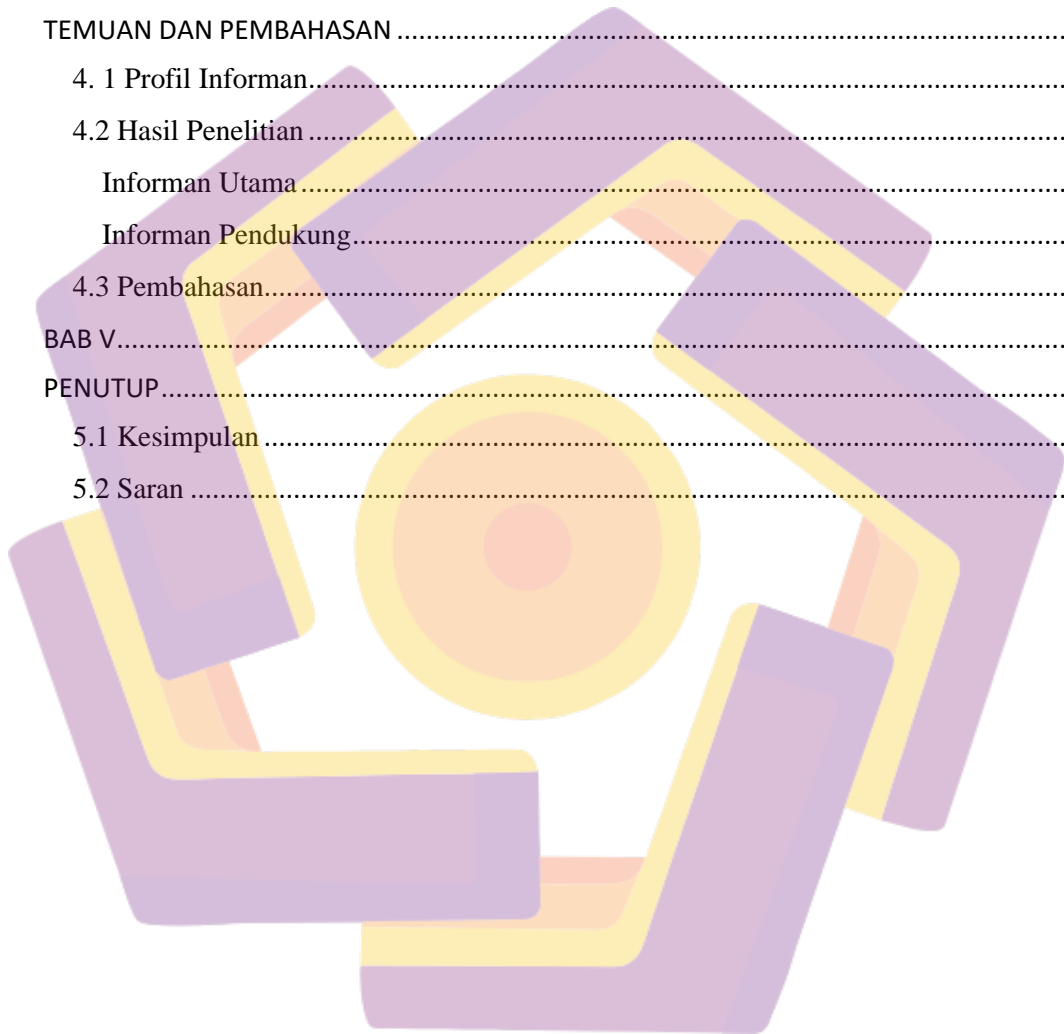 TEMUAN DAN PEMBAHASAN
4. 1 Profil Informan
4.2 Hasil Penelitian
Informan Utama
Informan Pendukung
4.3 Pembahasan
BAB V
PENUTUP
5.1 Kesimpulan
5.2 Saran